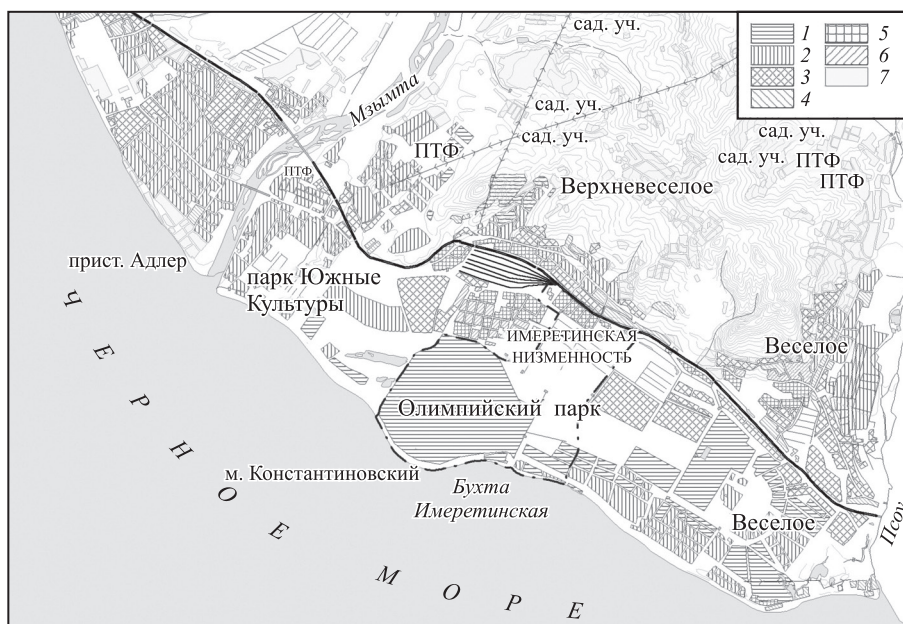 сад. уч.
1 5
2 6
3 7
4
Мзымта
сад. уч.
сад. уч.
сад. уч.
ПТФ
сад. уч. ПТФ
ПТФ
ПТФ
Верхневеселое
прист. Адлер
парк Южные
Культуры
ИМЕРЕТИНСКАЯ
НИЗМЕННОСТЬ
Веселое
Олимпийский парк
м. Константиновский
Бухта
Имеретинская
Веселое
Псоу
ЧЕРНОЕ МОРЕ